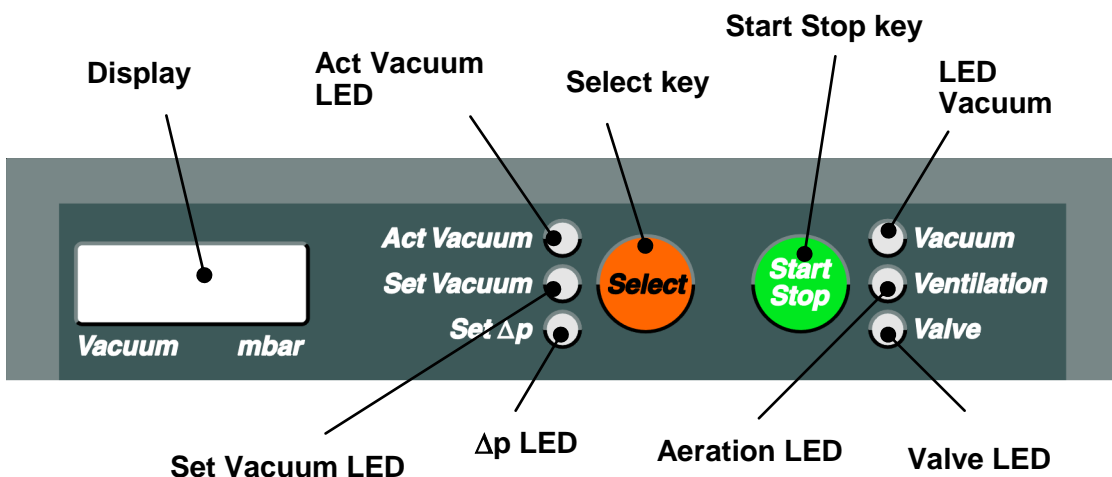 Start Stop key
Display
Act Vacuum
LED
Select key
LED
Vacuum
Act Vacuum
Set Vacuum
Set Δp
Select
Start
Stop
Vacuum
Ventilation
Valve
Vacuum mbar
Set Vacuum LED
Δp LED
Aeration LED
Valve LED